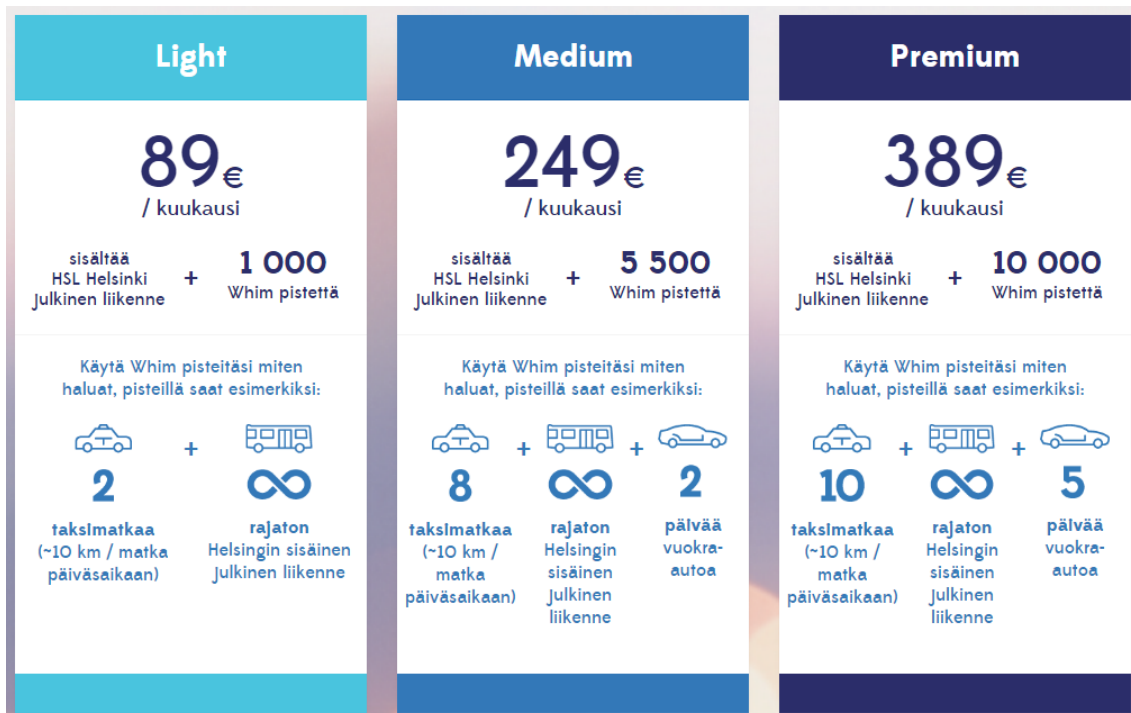 Light
89€
/ kuukausi
sisältää
HSL Helsinki
Julkinen liikenne
+
1 000
Whim pistettä
Käytä Whim pisteitäsi miten
haluat, pisteillä saat esimerkiksi:
+
2
∞
taksimatkaa
(~10 km / matka
päiväsaikaan)
rajaton
Helsingin sisäinen
Julkinen liikenne
Medium
249€
/ kuukausi
sisältää
HSL Helsinki
Julkinen liikenne
+
5 500
Whim pistettä
Käytä Whim pisteitäsi miten
haluat, pisteillä saat esimerkiksi:
+
+
8
∞
2
taksimatkaa
(~10 km /
matka
päiväsaikaan)
rajaton
Helsingin
sisäinen
Julkinen
liikenne
päivää
vuokra-
autoa
Premium
389€
/ kuukausi
sisältää
HSL Helsinki
Julkinen liikenne
+
10 000
Whim pistettä
Käytä Whim pisteitäsi miten
haluat, pisteillä saat esimerkiksi:
+
+
10
∞
5
taksimatkaa
(~10 km /
matka
päiväsaikaan)
rajaton
Helsingin
sisäinen
Julkinen
liikenne
päivää
vuokra-
autoa